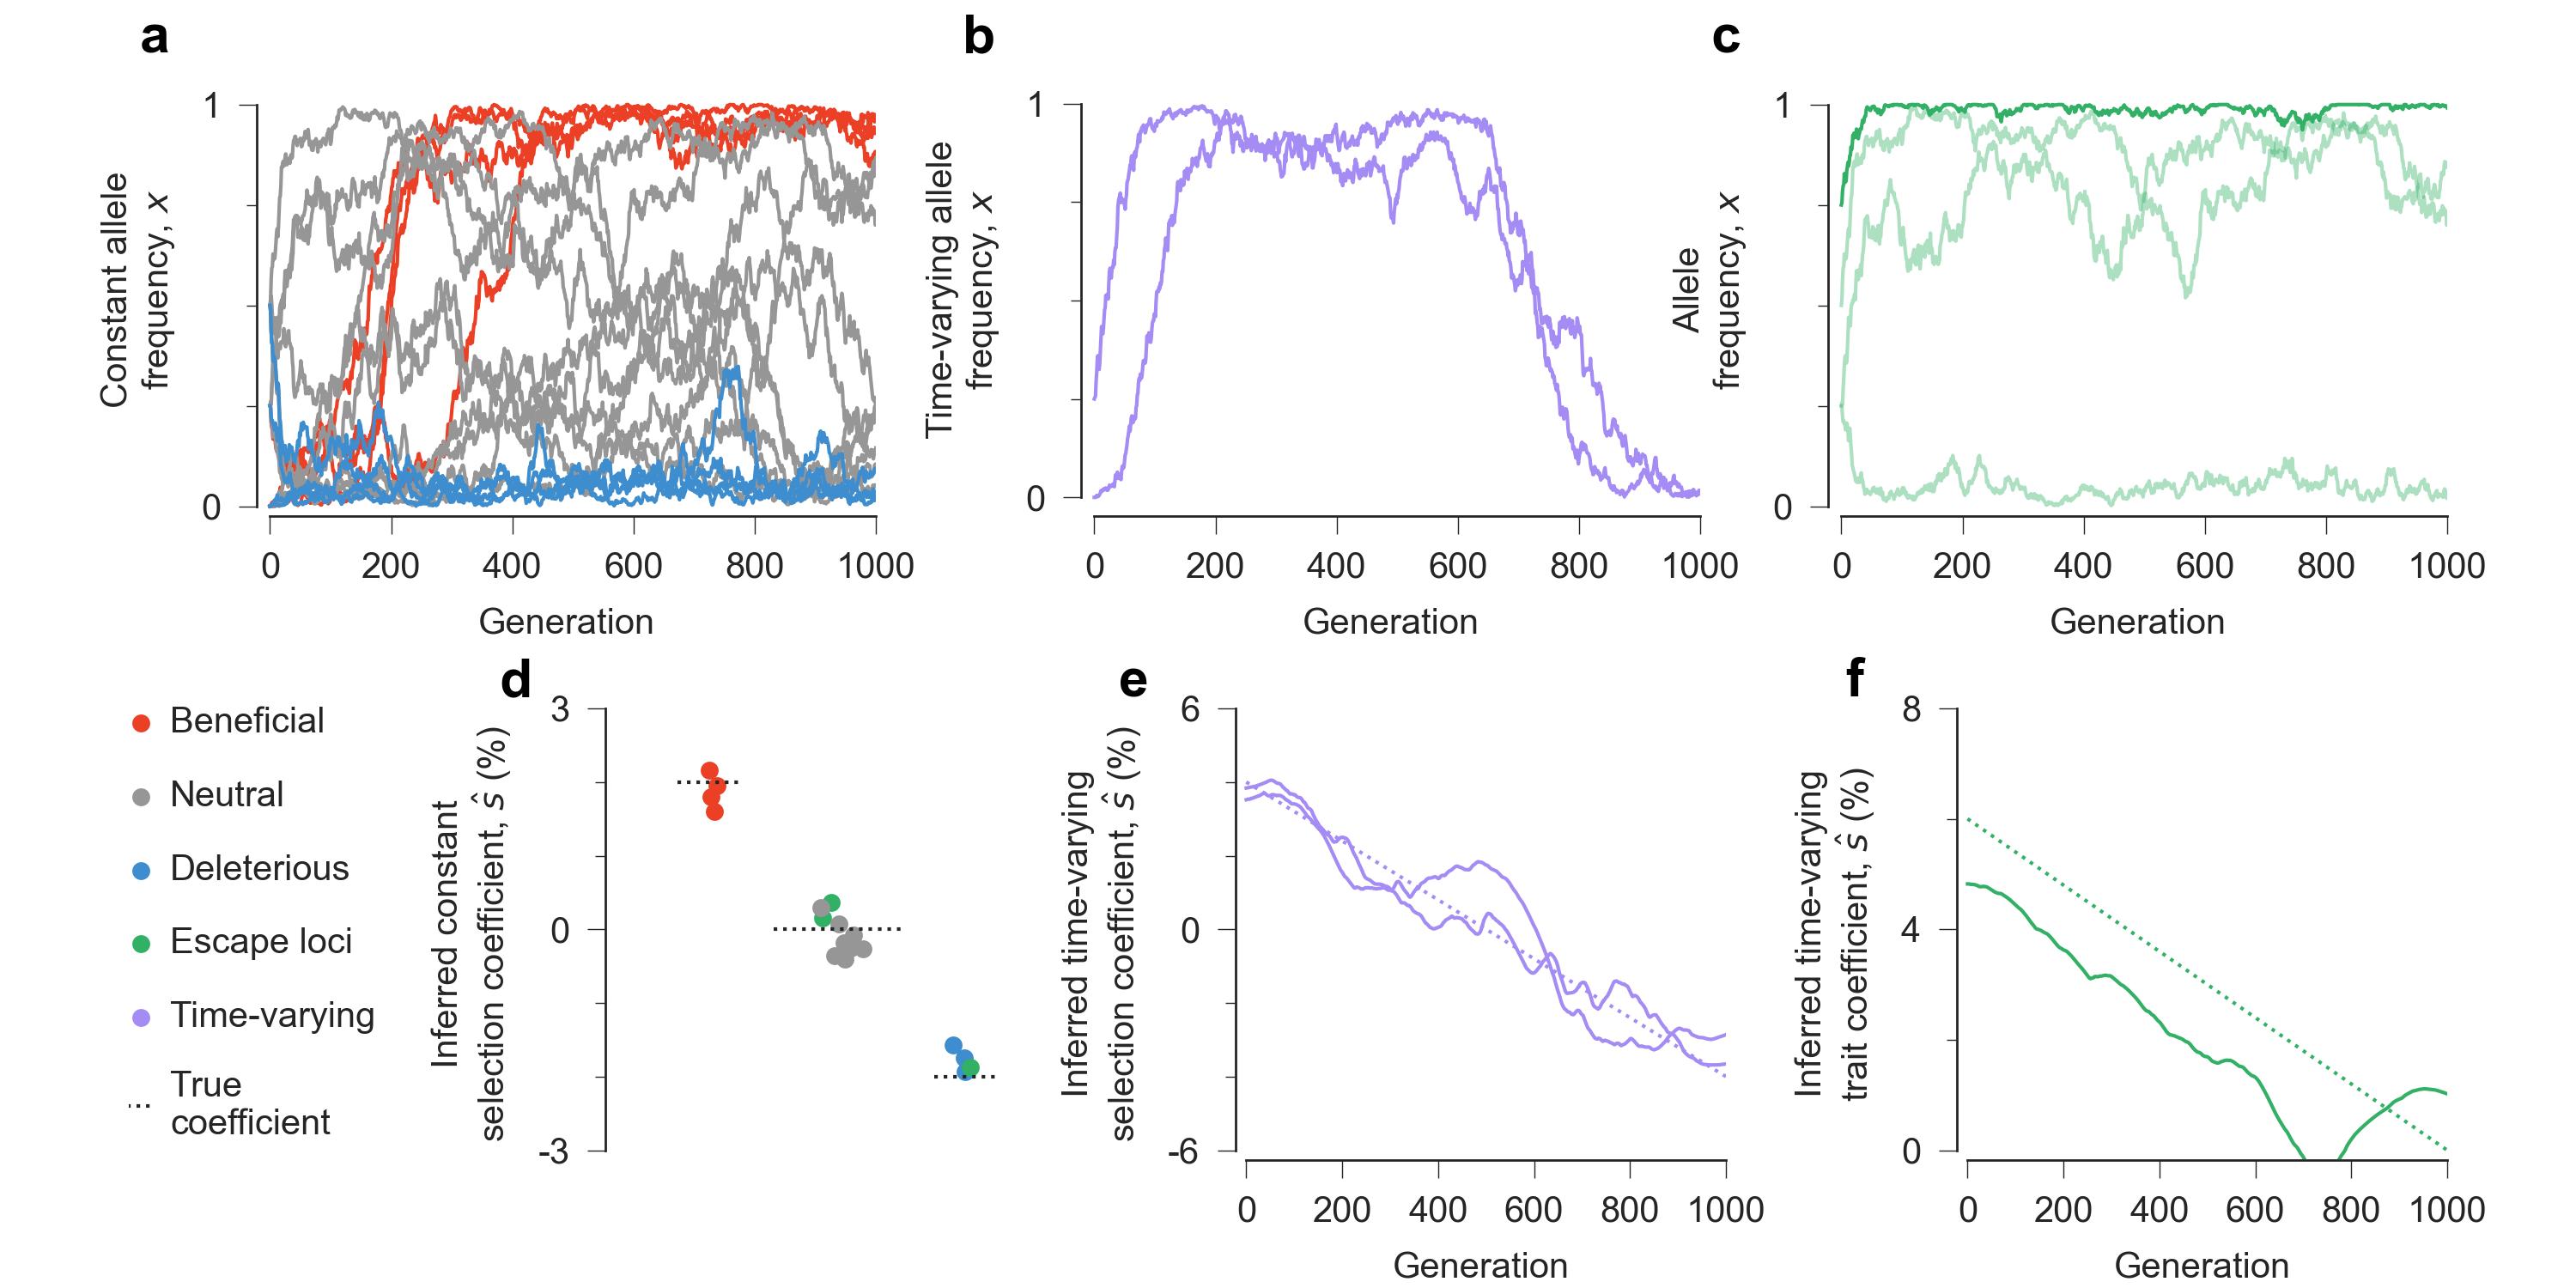 a
Constant allele
frequency, x
1
0
0 200 400 600 800 1000
Generation
b
Time-varying allele
frequency, x
1
0
0 200 400 600 800 1000
Generation
c
Allele
frequency, x
1
0
0 200 400 600 800 1000
Generation
Beneficial
Neutral
Deleterious
Escape loci
Time-varying
True
coefficient
d
Inferred constant
selection coefficient, ŝ (%)
3
0
-3
e
Inferred time-varying
selection coefficient, ŝ (%)
6
0
-6
0 200 400 600 800 1000
Generation
f
Inferred time-varying
trait coefficient, ŝ (%)
8
4
0
0 200 400 600 800 1000
Generation